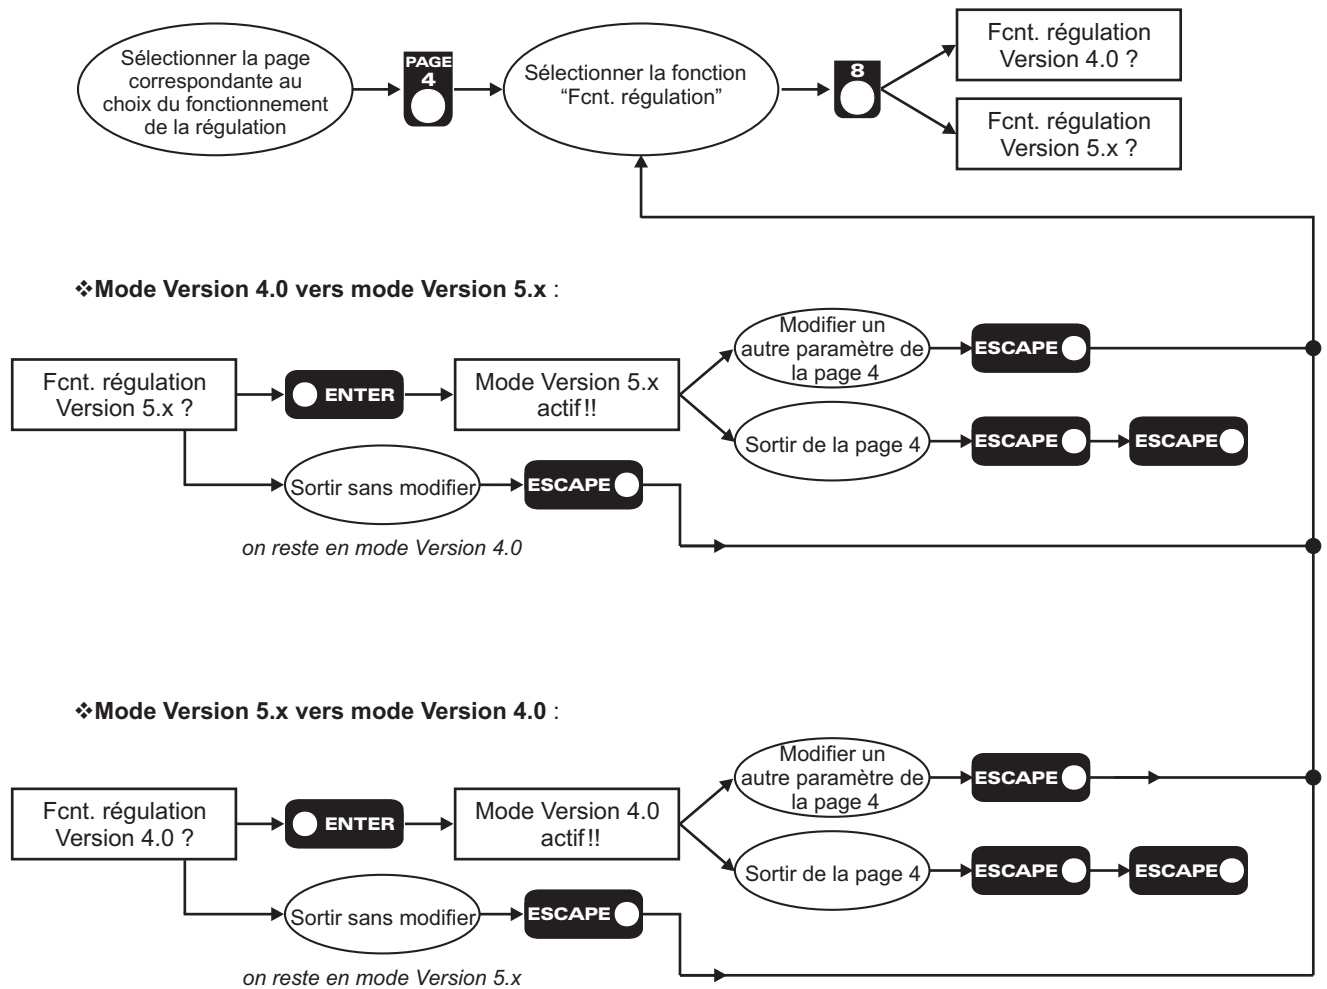 Sélectionner la page
correspondante au
choix du fonctionnement
de la régulation
PAGE
4
Sélectionner la fonction
“Fcnt. régulation”
8
Fcnt. régulation
Version 4.0 ?
Fcnt. régulation
Version 5.x ?
❖Mode Version 4.0 vers mode Version 5.x :
Fcnt. régulation
Version 5.x ?
ENTER
Mode Version 5.x
actif!!
Modifier un
autre paramètre de
la page 4
ESCAPE
Sortir de la page 4
ESCAPE
ESCAPE
Sortir sans modifier
ESCAPE
on reste en mode Version 4.0
❖Mode Version 5.x vers mode Version 4.0 :
Fcnt. régulation
Version 4.0 ?
ENTER
Mode Version 4.0
actif!!
Modifier un
autre paramètre de
la page 4
ESCAPE
Sortir de la page 4
ESCAPE
ESCAPE
Sortir sans modifier
ESCAPE
on reste en mode Version 5.x